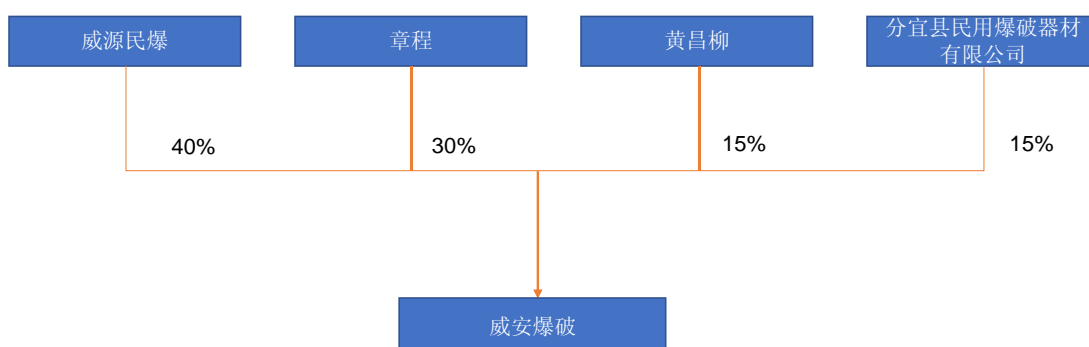 威源民爆
章程
黄昌柳
分宜县民用爆破器材
有限公司
40%
30%
15%
15%
威安爆破